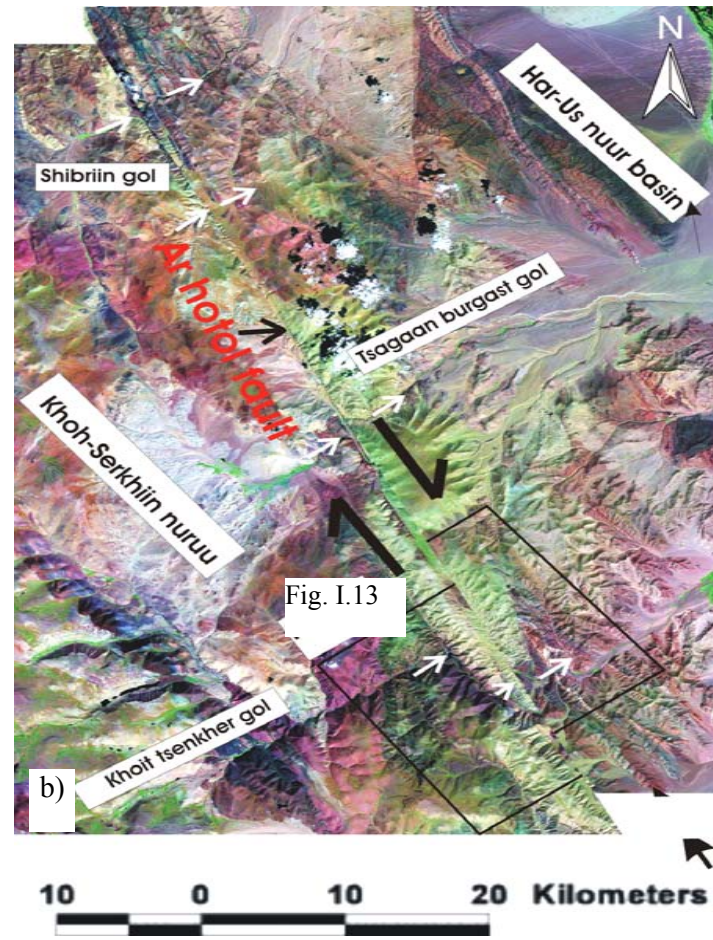 N
Har-Us nuur basin
Shibriin gol
Tsagaan burgast gol
Ar hotol fault
Khoh-Serkhiin nuruu
Fig. I.13
Khoit tsenkher gol
b)
10 0 10 20 Kilometers